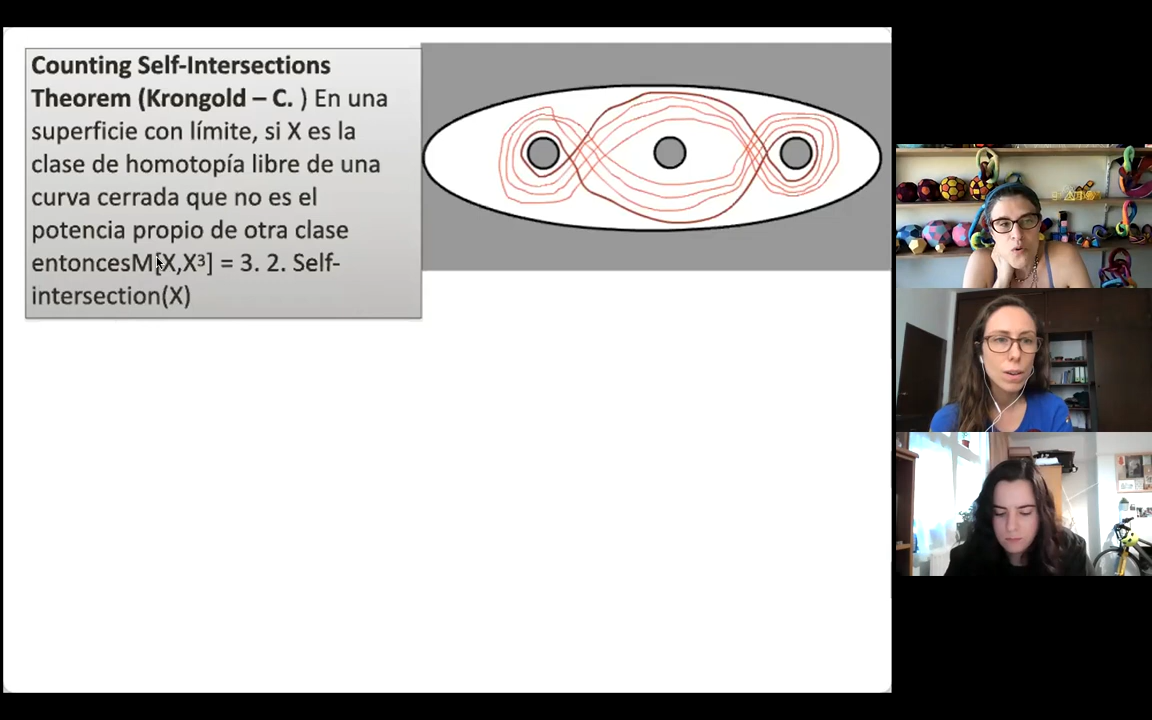 Counting Self-Intersections
Theorem (Krongold – C. ) En una
superficie con límite, si X es la
clase de homotopía libre de una
curva cerrada que no es el
potencia propio de otra clase
entoncesM[X,X³] = 3. 2. Self-
intersection(X)